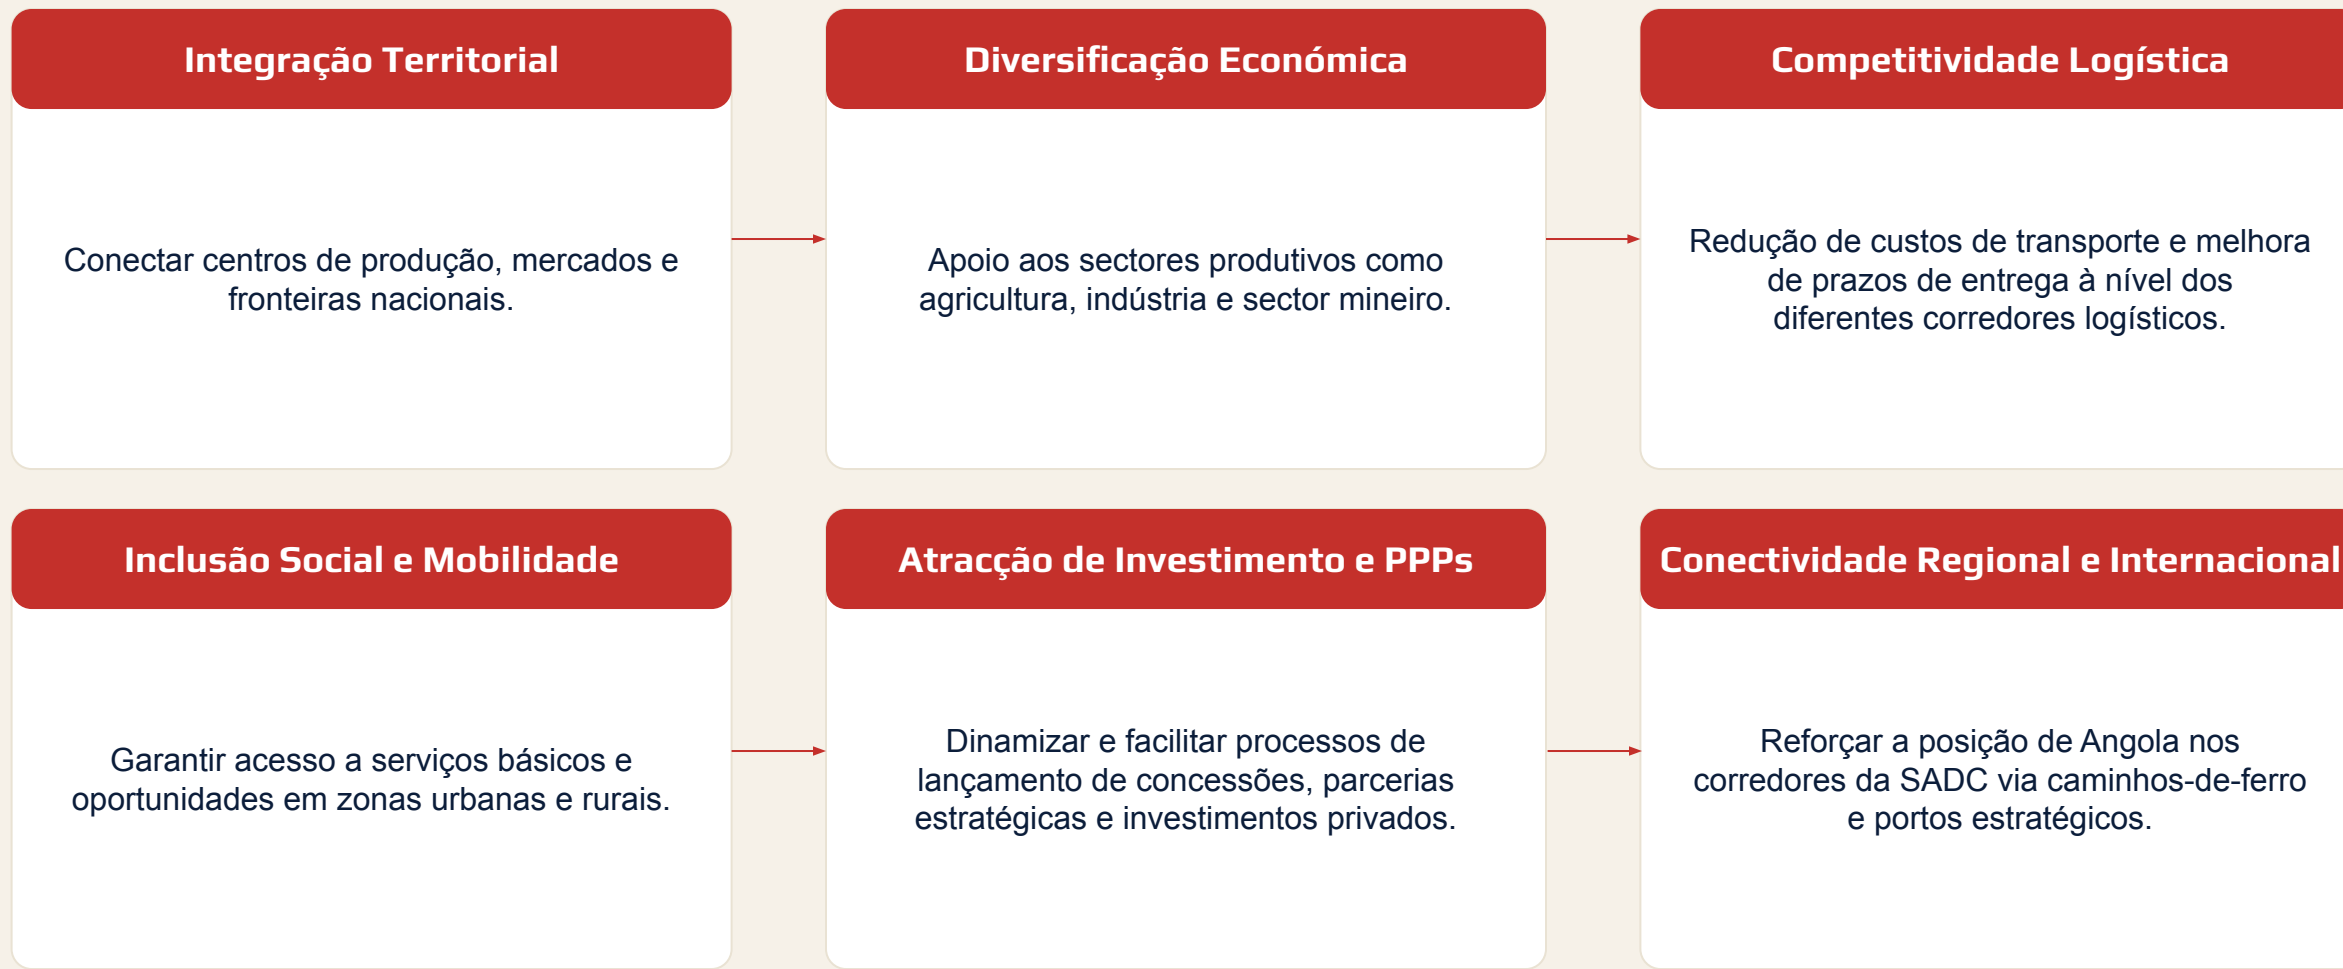 Integração Territorial
Conectar centros de produção, mercados e
fronteiras nacionais.
Diversificação Económica
Apoio aos sectores produtivos como
agricultura, indústria e sector mineiro.
Competitividade Logística
Redução de custos de transporte e melhora
de prazos de entrega à nível dos
diferentes corredores logísticos.
Inclusão Social e Mobilidade
Garantir acesso a serviços básicos e
oportunidades em zonas urbanas e rurais.
Atracção de Investimento e PPPs
Dinamizar e facilitar processos de
lançamento de concessões, parcerias
estratégicas e investimentos privados.
Conectividade Regional e Internacional
Reforçar a posição de Angola nos
corredores da SADC via caminhos-de-ferro
e portos estratégicos.